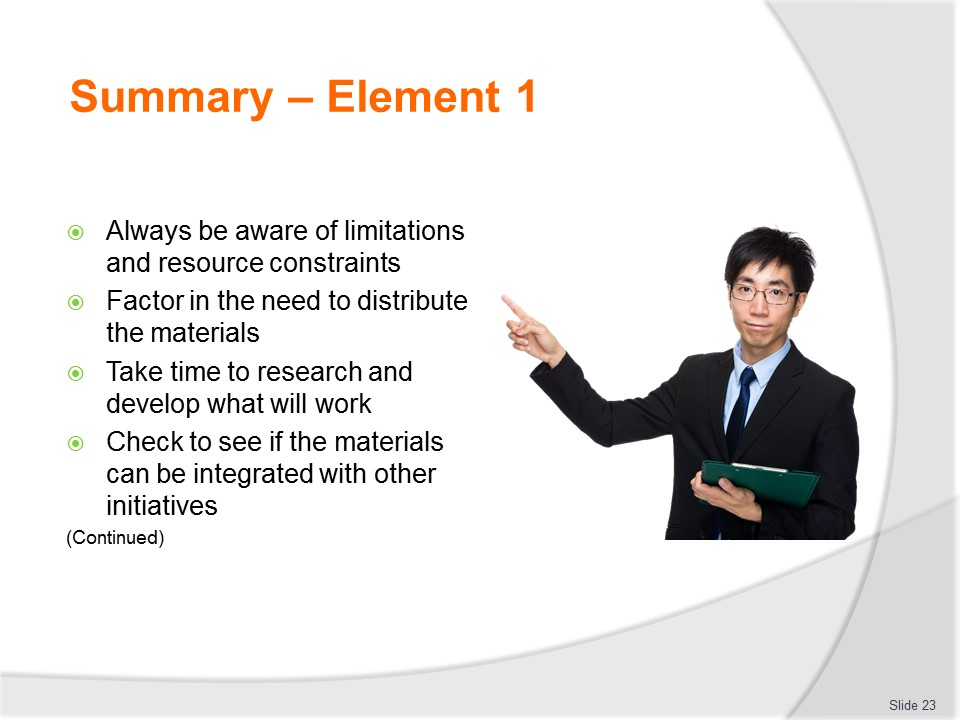 Summary – Element 1
Always be aware of limitations
and resource constraints
Factor in the need to distribute
the materials
Take time to research and
develop what will work
Check to see if the materials
can be integrated with other
initiatives
(Continued)
Slide 23